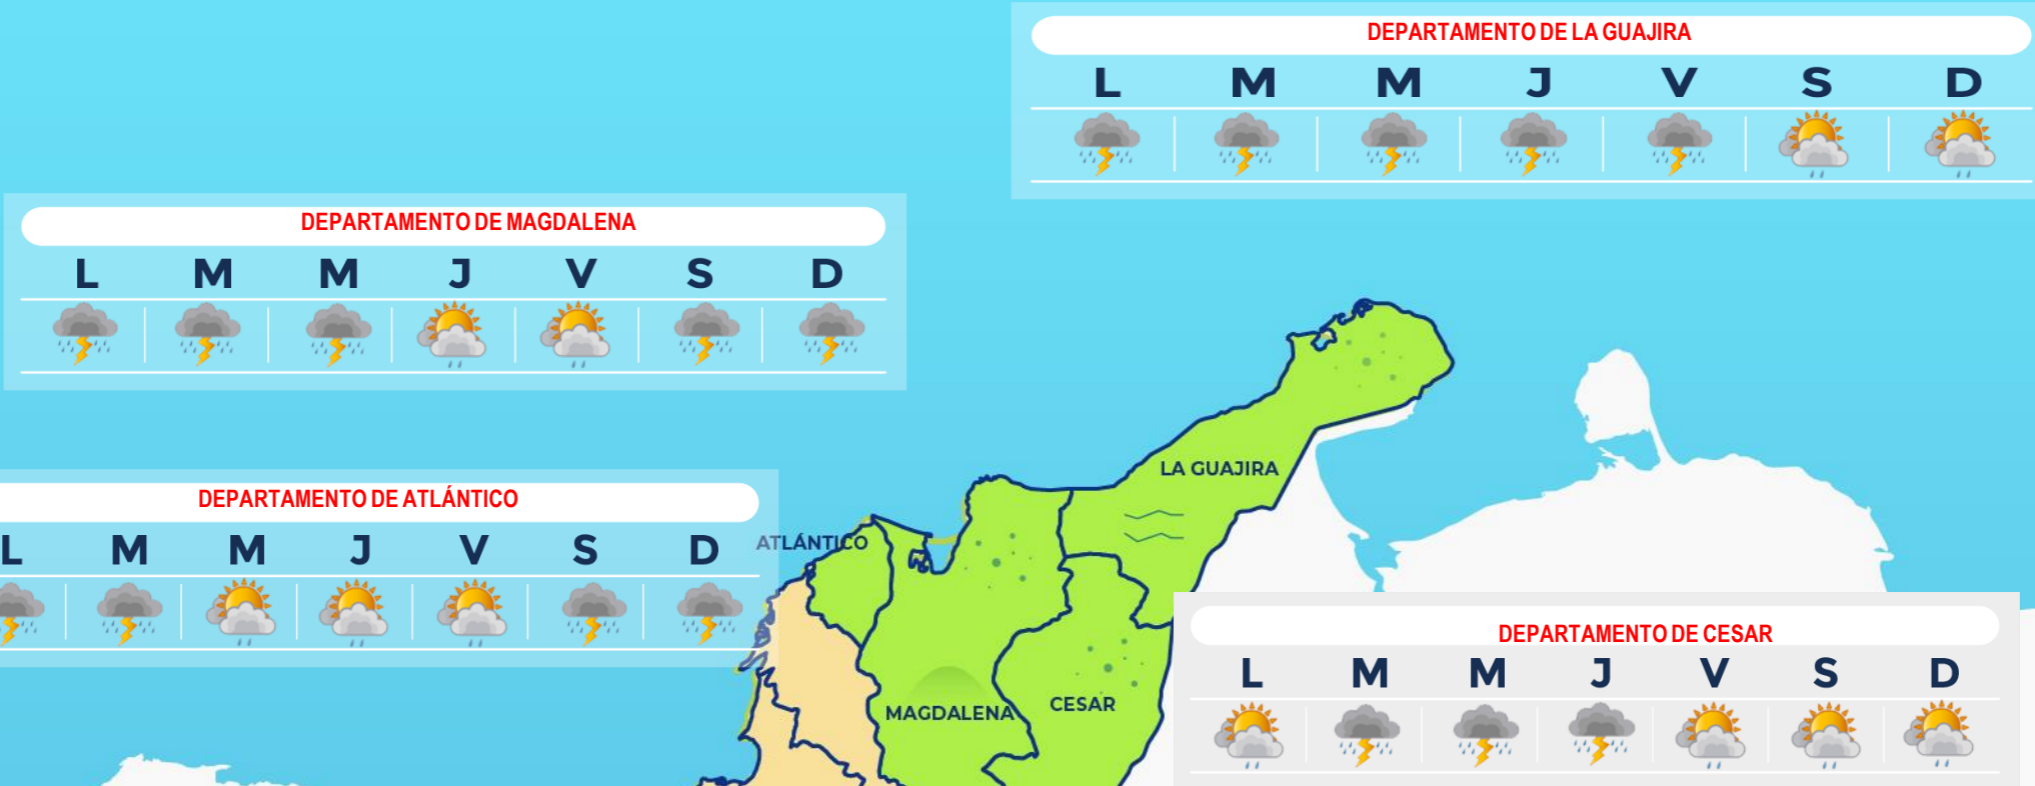 DEPARTAMENTO DE LA GUAJIRA
L M M J V S D
DEPARTAMENTO DE MAGDALENA
L M M J V S D
DEPARTAMENTO DE ATLÁNTICO
L M M J V S D
LA GUAJIRA
ATLÁNTICO
MAGDALENA
CESAR
DEPARTAMENTO DE CESAR
L M M J V S D